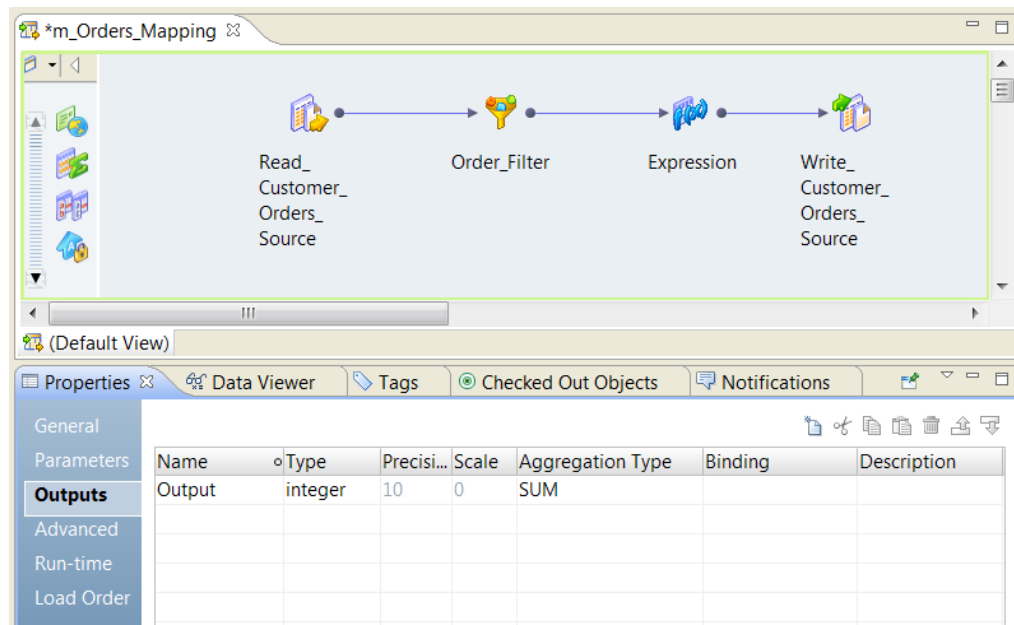 *m_Orders_Mapping
Read_
Customer_
Orders_
Source
Order_Filter
Expression
Write_
Customer_
Orders_
Source
(Default View)
Properties Data Viewer Tags Checked Out Objects Notifications
General
Parameters
Outputs
Advanced
Run-time
Load Order
Name Type Precisi... Scale Aggregation Type Binding Description
Output integer 10 0 SUM